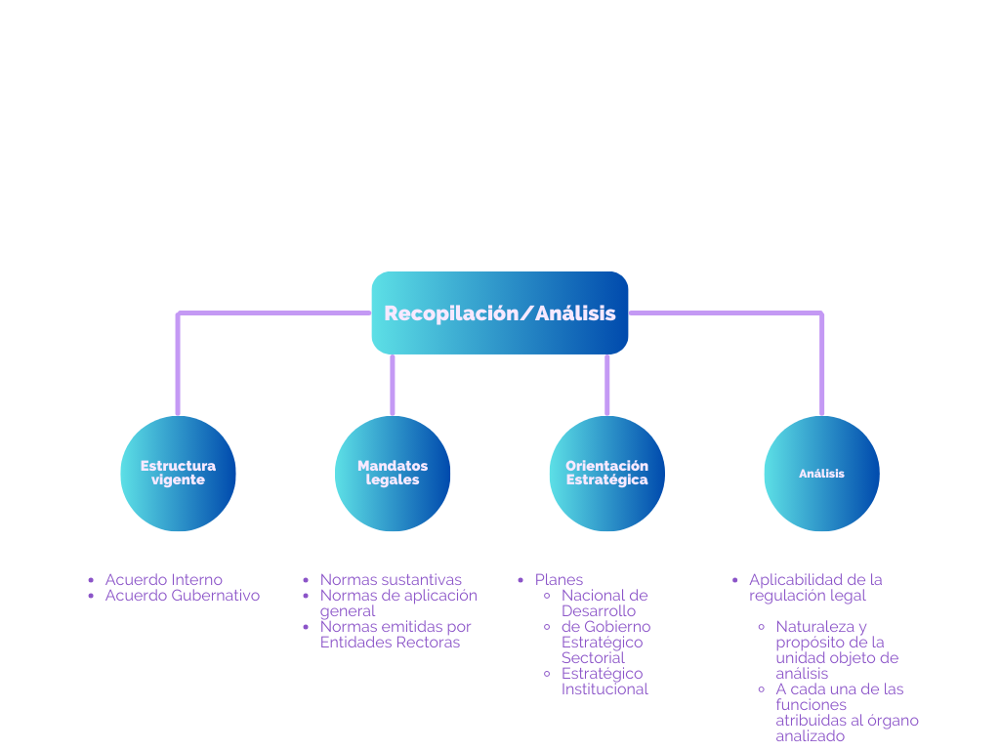 Recopilación/Análisis
Estructura
vigente
Mandatos
legales
Orientación
Estratégica
Análisis
Acuerdo Interno
Acuerdo Gubernativo
Normas sustantivas
Normas de aplicación
general
Normas emitidas por
Entidades Rectoras
Planes
Nacional de
Desarrollo
de Gobierno
Estratégico
Sectorial
Estratégico
Institucional
Aplicabilidad de la
regulación legal
Naturaleza y
propósito de la
unidad objeto de
análisis
A cada una de las
funciones
atribuidas al órgano
analizado